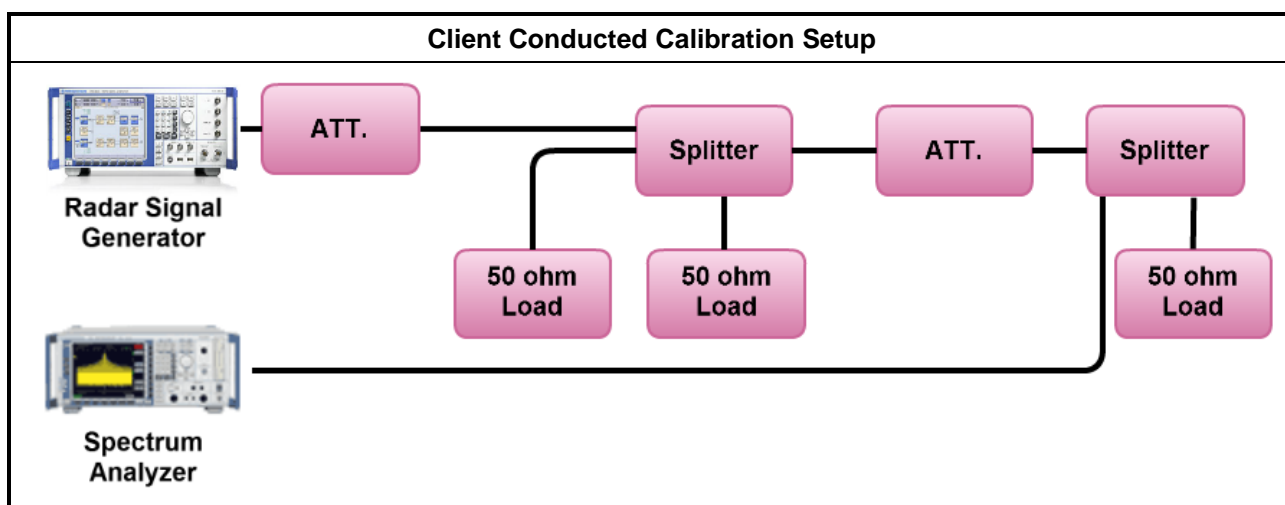 Client Conducted Calibration Setup
ATT.
Splitter
ATT.
Splitter
Radar Signal
Generator
50 ohm
Load
50 ohm
Load
50 ohm
Load
Spectrum
Analyzer